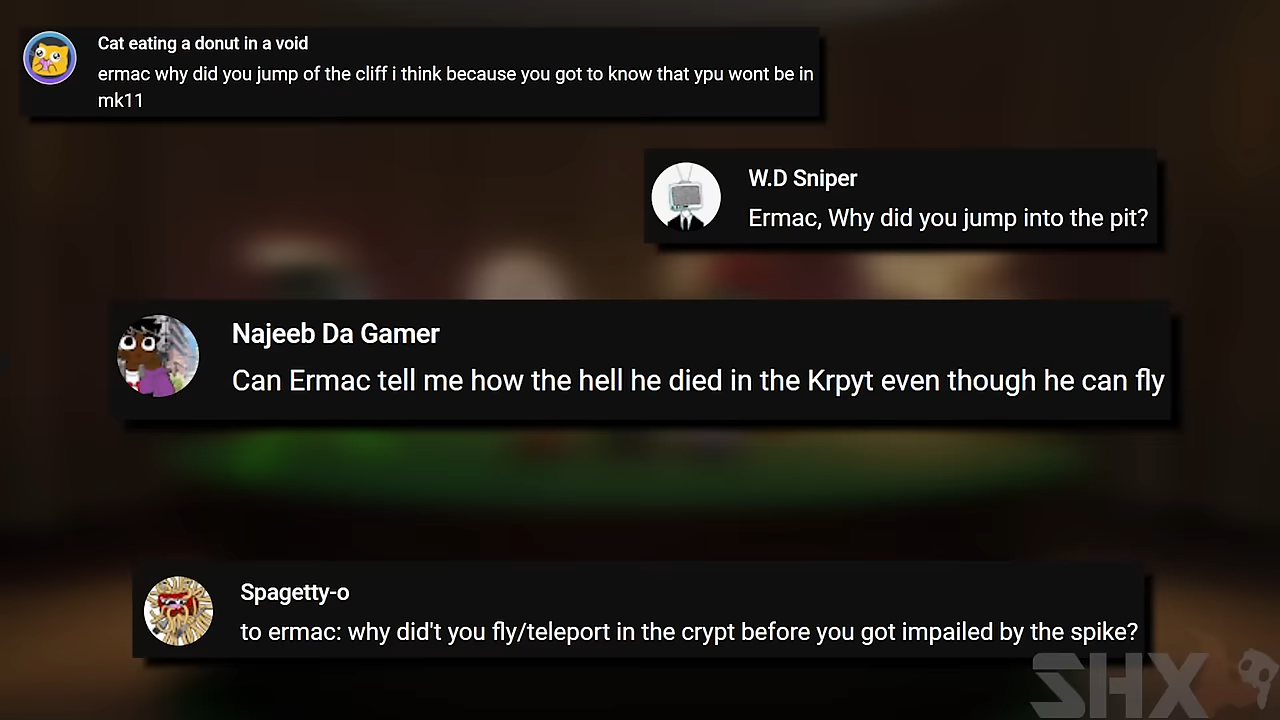 Cat eating a donut in a void
ermac why did you jump of the cliff i think because you got to know that ypu wont be in
mk11
W.D Sniper
Ermac, Why did you jump into the pit?
Najeeb Da Gamer
Can Ermac tell me how the hell he died in the Krpyt even though he can fly
Spagetty-o
to ermac: why did't you fly/teleport in the crypt before you got impailed by the spike?
SHX